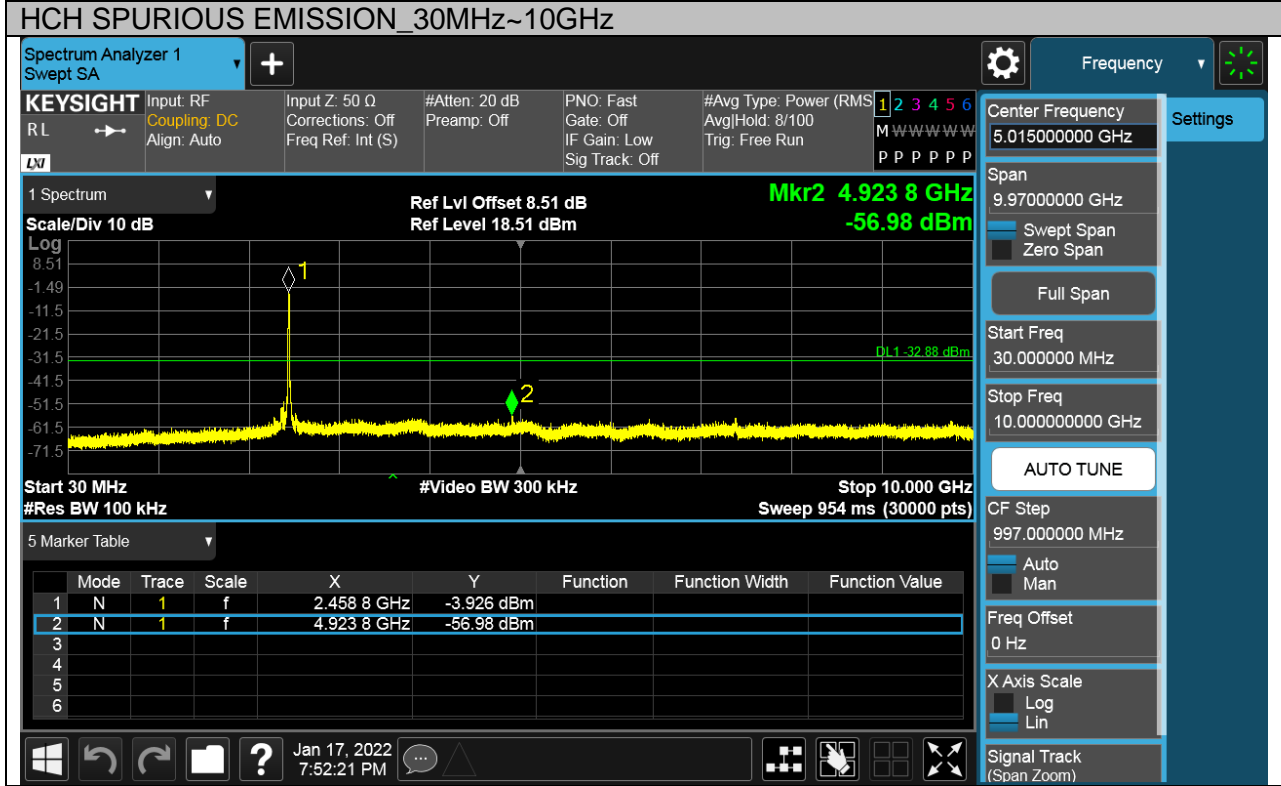 HCH SPURIOUS EMISSION_30MHz~10GHz
Spectrum Analyzer 1
Swept SA
+
Frequency
KEYSIGHT
RL
LXI
Input: RF
Coupling: DC
Align: Auto
Input Z: 50 Ω
Corrections: Off
Freq Ref: Int (S)
#Atten: 20 dB
Preamp: Off
PNO: Fast
Gate: Off
IF Gain: Low
Sig Track: Off
#Avg Type: Power (RMS
Avg|Hold: 8/100
Trig: Free Run
1 2 3 4 5 6
M W W W W W
P P P P P P
Center Frequency
5.015000000 GHz
Settings
Span
9.97000000 GHz
Swept Span
Zero Span
Full Span
Start Freq
30.000000 MHz
Stop Freq
10.000000000 GHz
AUTO TUNE
CF Step
997.000000 MHz
Auto
Man
Freq Offset
0 Hz
X Axis Scale
Log
Lin
Signal Track
(Span Zoom)
1 Spectrum
Scale/Div 10 dB
Ref Lvl Offset 8.51 dB
Ref Level 18.51 dBm
Mkr2 4.923 8 GHz
-56.98 dBm
Log
8.51
-1.49
-11.5
-21.5
-31.5
-41.5
-51.5
-61.5
-71.5
1
2
DL1 -32.88 dBm
Start 30 MHz
#Res BW 100 kHz
#Video BW 300 kHz
Stop 10.000 GHz
Sweep 954 ms (30000 pts)
5 Marker Table
Mode Trace Scale X Y Function Function Width Function Value
1 N 1 f 2.458 8 GHz -3.926 dBm
2 N 1 f 4.923 8 GHz -56.98 dBm
3
4
5
6
?
Jan 17, 2022
7:52:21 PM